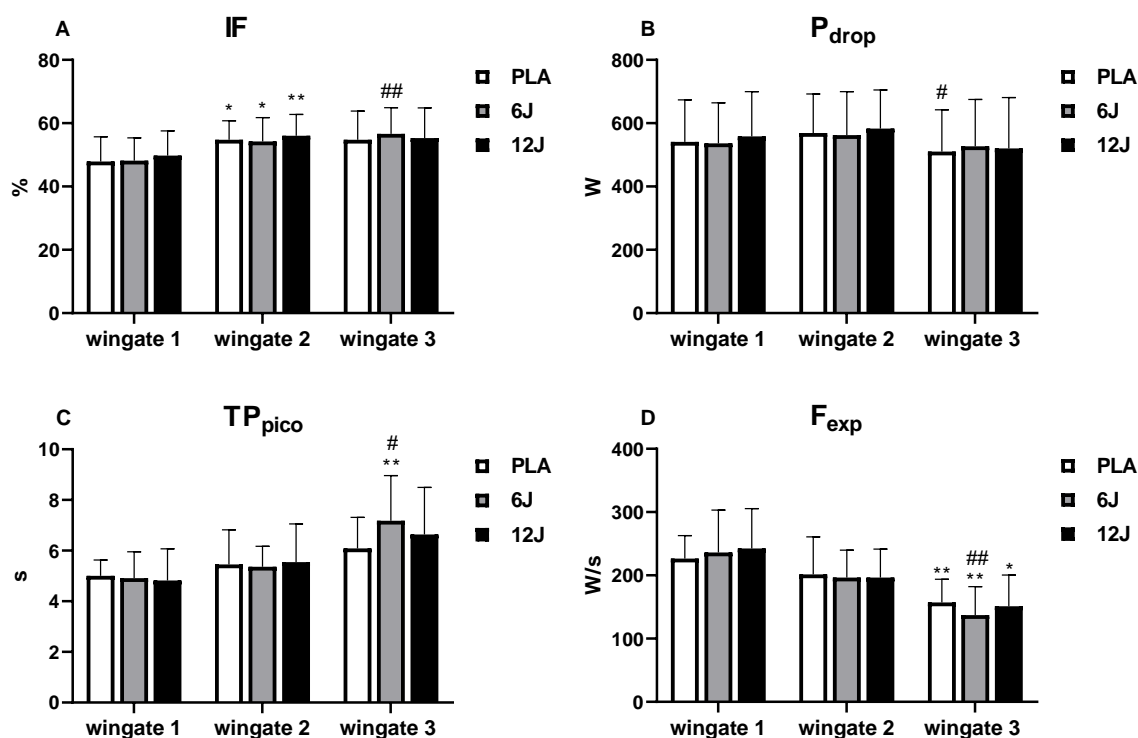 A IF
80
60
40
20
0
%
* * ** ##
wingate 1 wingate 2 wingate 3
PLA
6J
12J
B Pdrop
800
600
400
200
0
W
#
wingate 1 wingate 2 wingate 3
PLA
6J
12J
C TPpico
10
8
6
4
2
0
s
#
**
wingate 1 wingate 2 wingate 3
PLA
6J
12J
D Fexp
400
300
200
100
0
W/s
##
** ** *
wingate 1 wingate 2 wingate 3
PLA
6J
12J